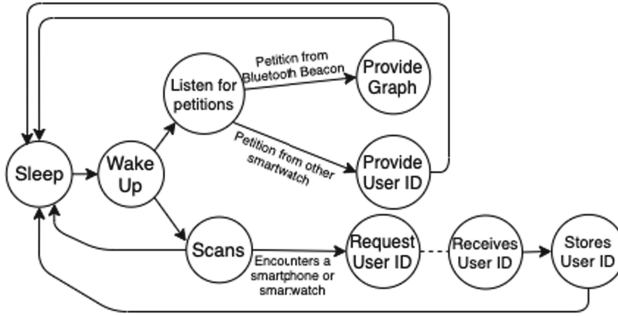 Sleep
Wake
Up
Listen for
petitions
Petition from
Bluetooth Beacon
Provide
Graph
Petition from other
smartwatch
Provide
User ID
Scans
Encounters a
smartphone or
smartwatch
Request
User ID
Receives
User ID
Stores
User ID